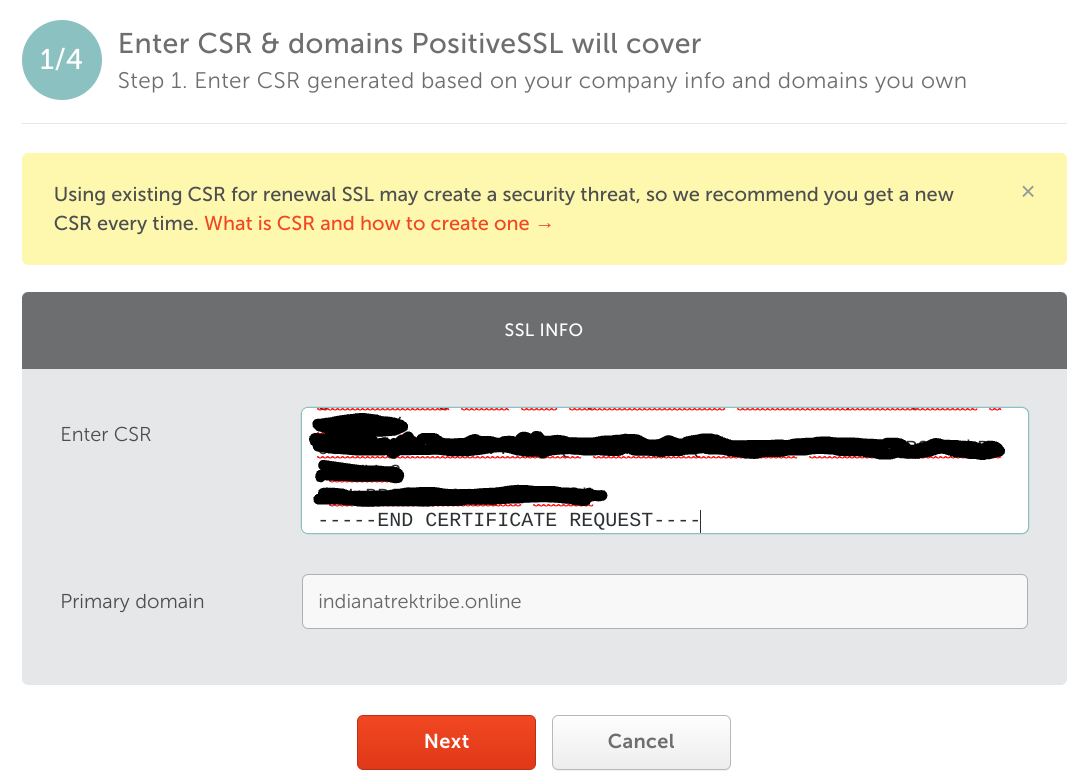 1/4
Enter CSR & domains PositiveSSL will cover
Step 1. Enter CSR generated based on your company info and domains you own
Using existing CSR for renewal SSL may create a security threat, so we recommend you get a new
CSR every time. What is CSR and how to create one →
×
SSL INFO
Enter CSR
-----END CERTIFICATE REQUEST----
Primary domain
indianatrektribe.online
Next
Cancel